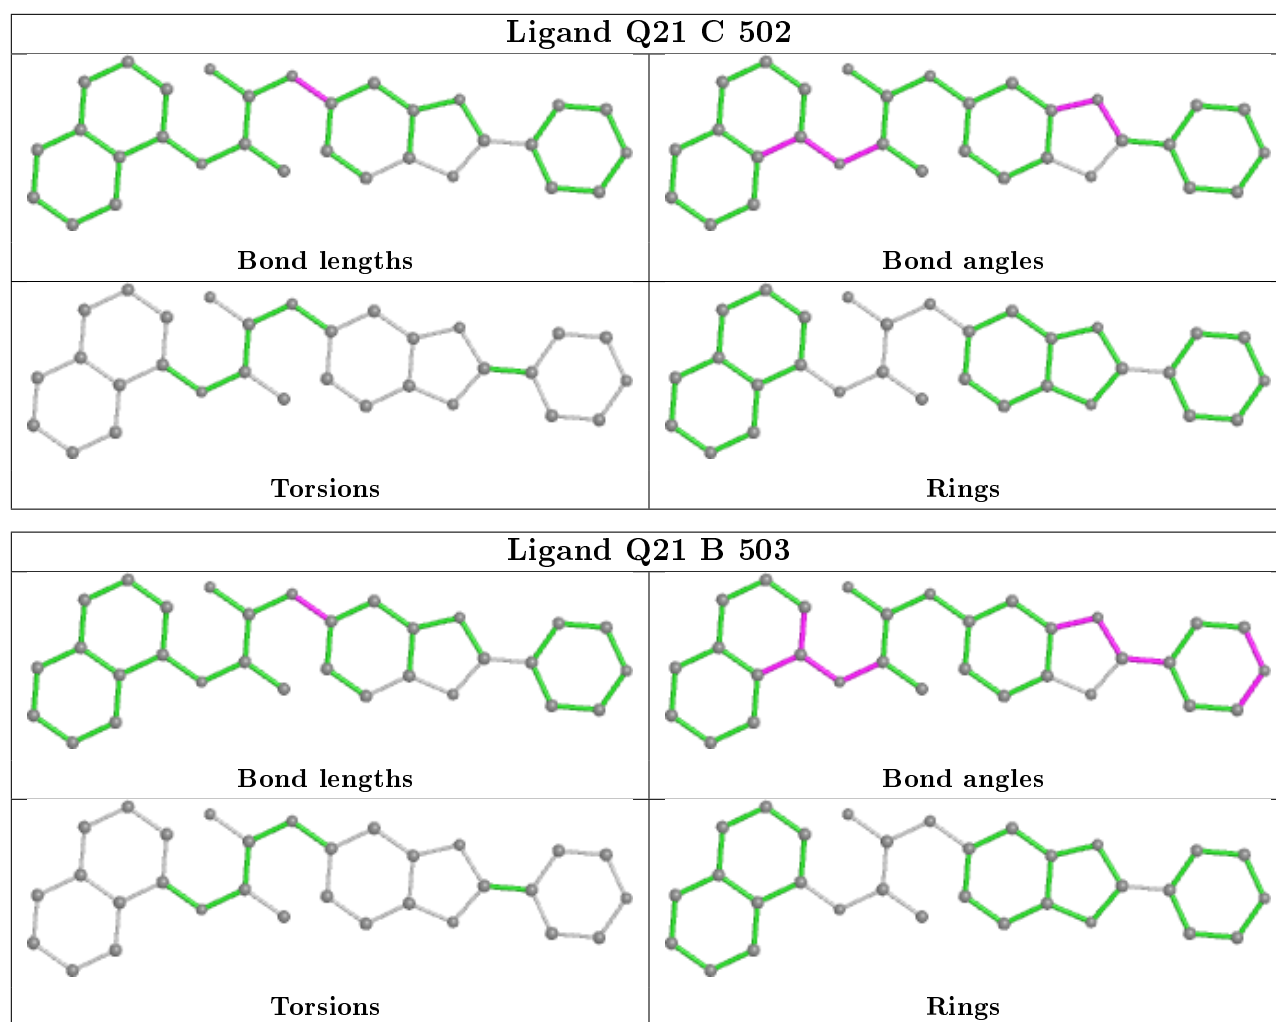 Ligand Q21 C 502
Bond lengths
Bond angles
Torsions
Rings
Ligand Q21 B 503
Bond lengths
Bond angles
Torsions
Rings